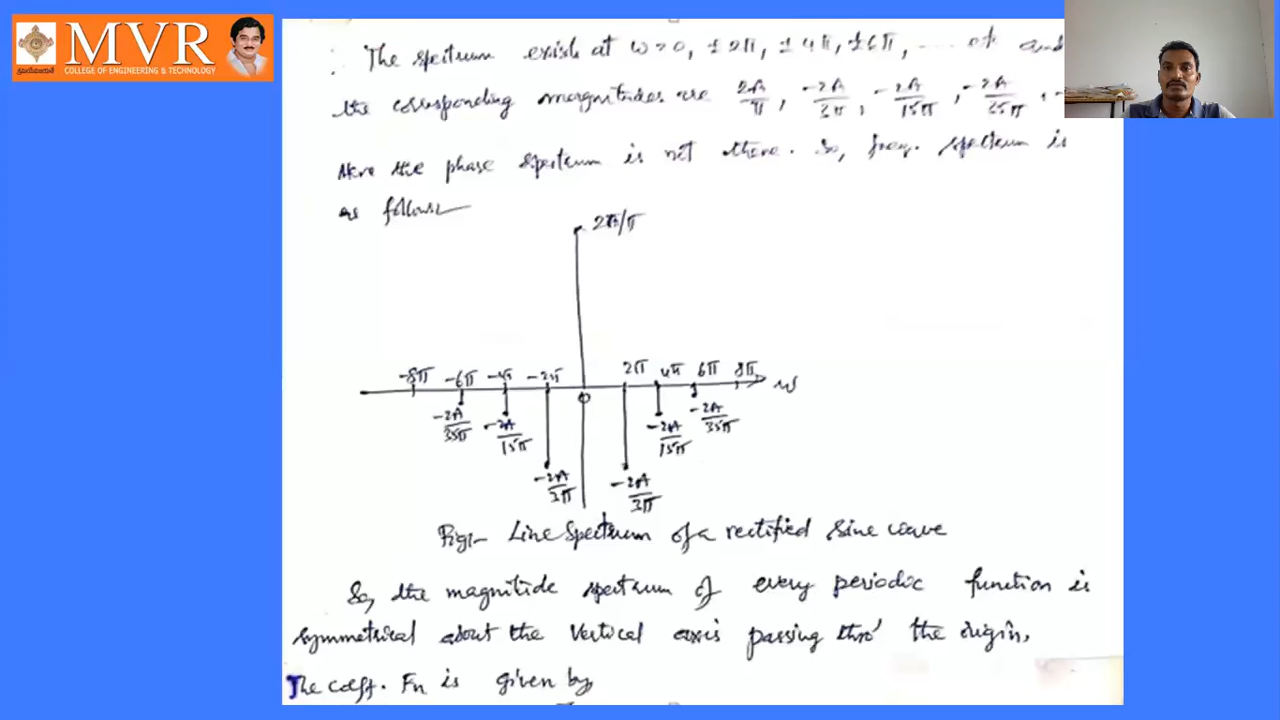 MVR
COLLEGE OF ENGINEERING & TECHNOLOGY
∴ The spectrum exists at ω=0, ±2π, ±4π, ±6π, .... etc and
the corresponding magnitudes are 2A/π, -2A/3π, -2A/15π, -2A/35π,
Here the phase spectrum is not there. So, freq. spectrum is
as follows
2A/π
-8π -6π -4π -2π 2π 4π 6π 8π ω
0
-2A/35π -2A/15π -2A/15π -2A/35π
-2A/3π -2A/3π
Fig:- Line Spectrum of a rectified sine wave
So, the magnitide spectrum of every periodic function is
symmetrical about the vertical axis passing thro' the origin.
The coeff. Fn is given by